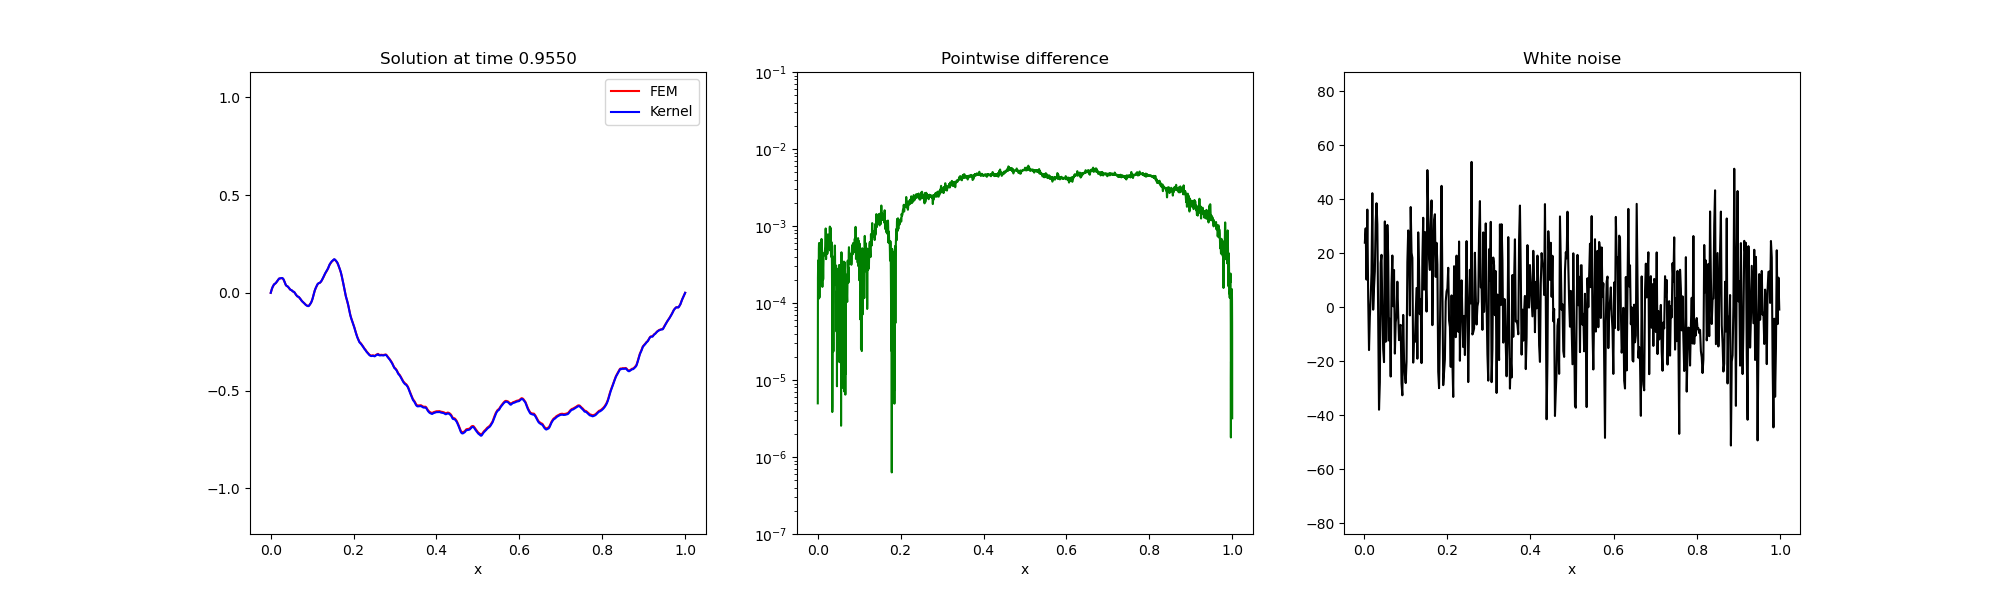 Solution at time 0.9550
1.0
0.5
0.0
−0.5
−1.0
0.0 0.2 0.4 0.6 0.8 1.0
x
FEM
Kernel
Pointwise difference
10⁻¹
10⁻²
10⁻³
10⁻⁴
10⁻⁵
10⁻⁶
10⁻⁷
0.0 0.2 0.4 0.6 0.8 1.0
x
White noise
80
60
40
20
0
−20
−40
−60
−80
0.0 0.2 0.4 0.6 0.8 1.0
x